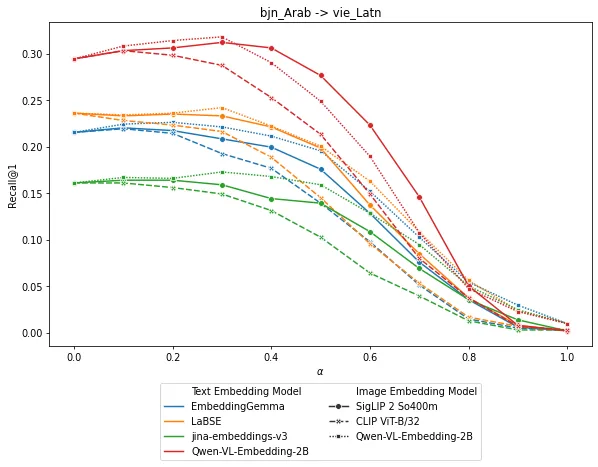 bjn_Arab -> vie_Latn
Recall@1
0.30
0.25
0.20
0.15
0.10
0.05
0.00
0.0 0.2 0.4 0.6 0.8 1.0
α
Text Embedding Model
EmbeddingGemma
LaBSE
jina-embeddings-v3
Qwen-VL-Embedding-2B
Image Embedding Model
SigLIP 2 So400m
CLIP ViT-B/32
Qwen-VL-Embedding-2B